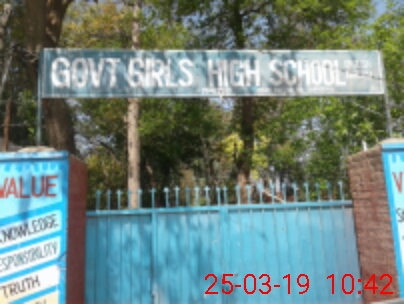 GOVT GIRLS HIGH SCHOOL
VALUE
KNOWLEDGE
RESPONSIBILITY
TRUTH
V
25-03-19 10:42